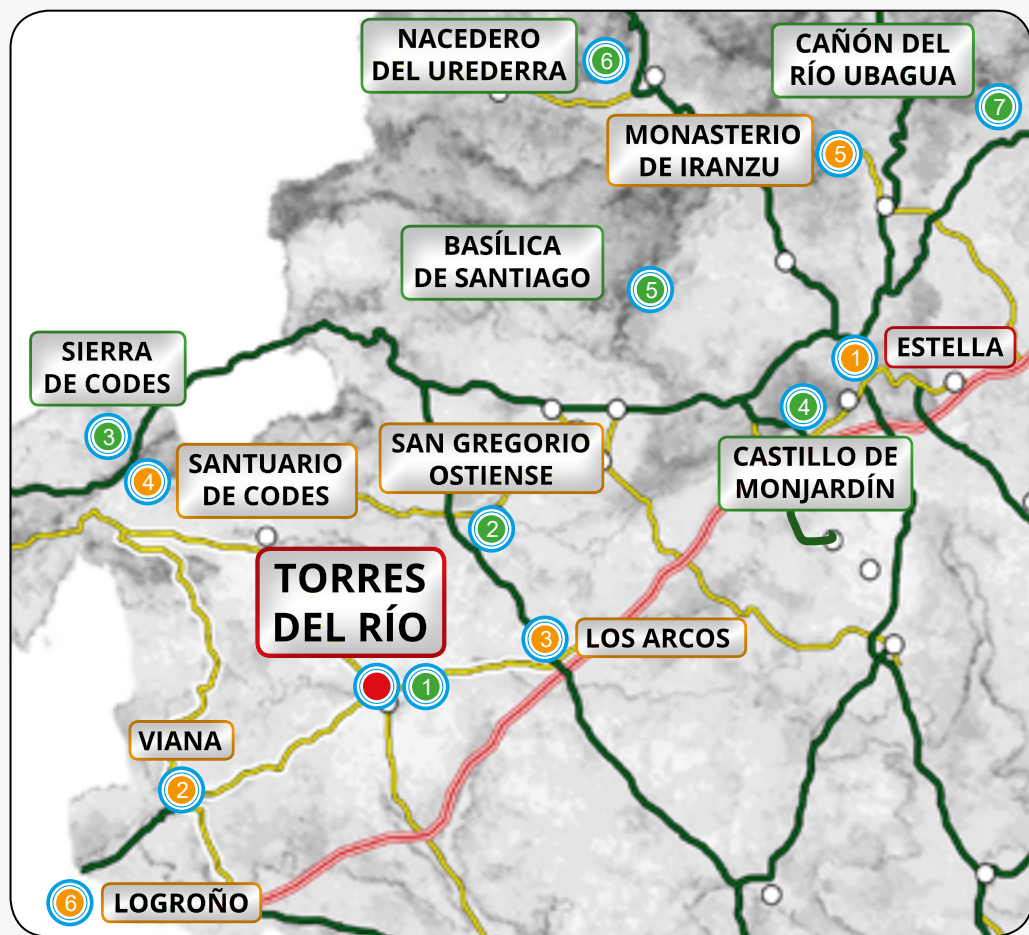 NACEDERO
DEL UREDERRA
6
CAÑÓN DEL
RÍO UBAGUA
7
MONASTERIO
DE IRANZU
5
BASÍLICA
DE SANTIAGO
5
SIERRA
DE CODES
3
1
ESTELLA
4
SAN GREGORIO
OSTIENSE
2
CASTILLO DE
MONJARDÍN
4
SANTUARIO
DE CODES
TORRES
DEL RÍO
1
3
LOS ARCOS
VIANA
2
6
LOGROÑO